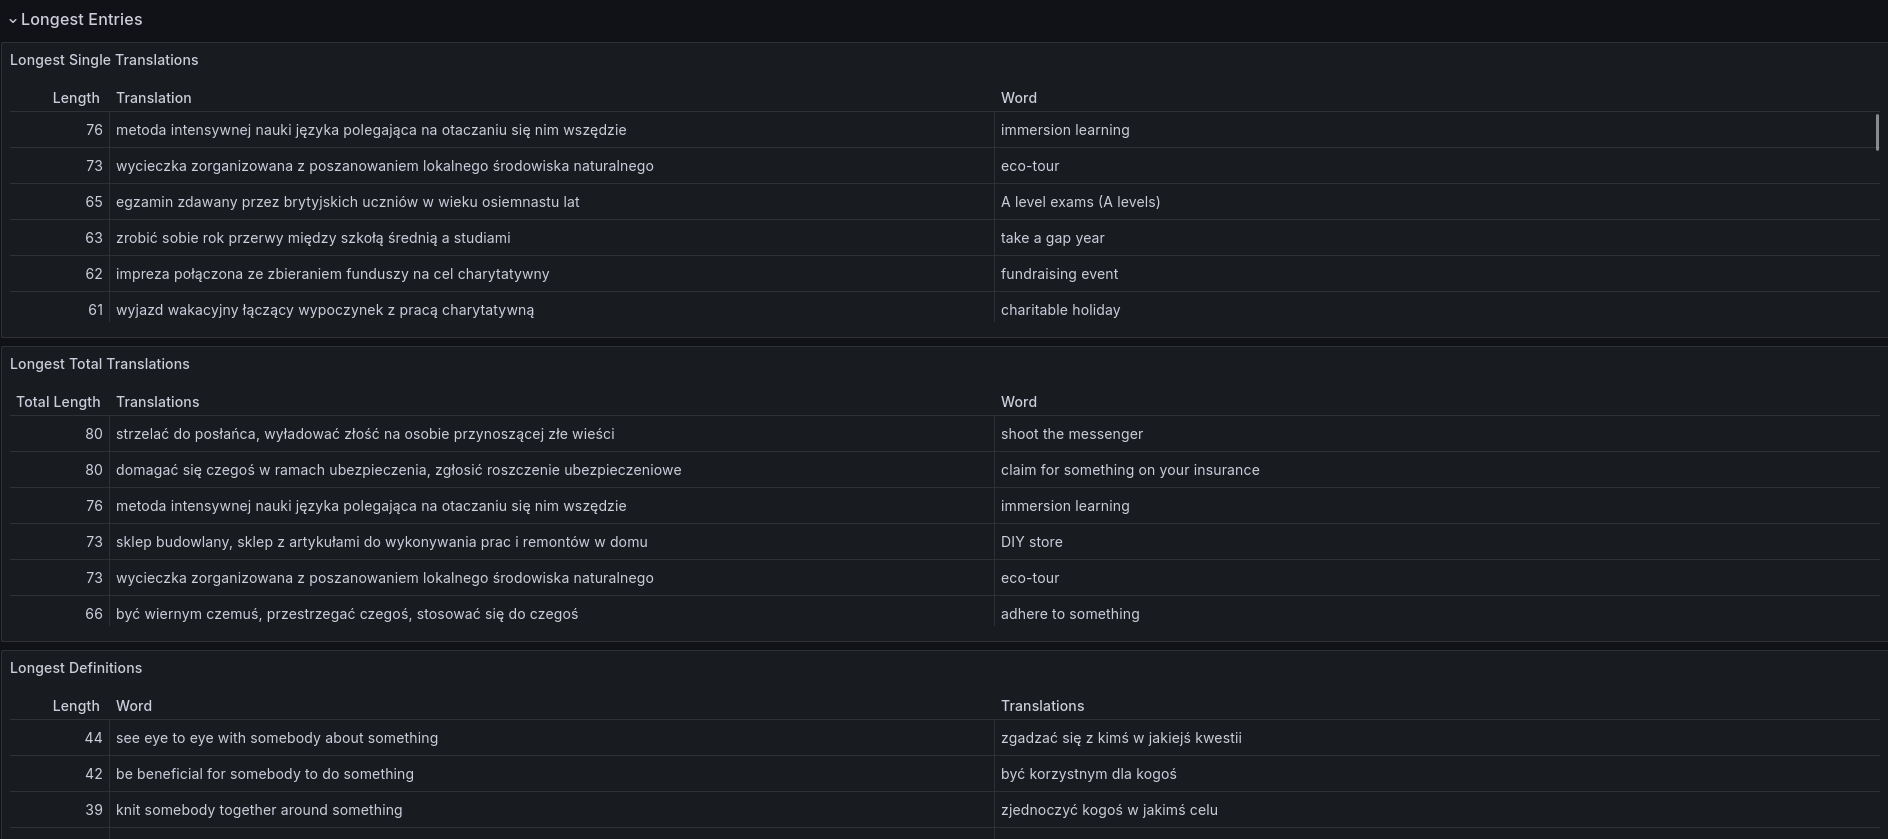 Longest Entries
Longest Single Translations
Length Translation Word
76 metoda intensywnej nauki języka polegająca na otaczaniu się nim wszędzie immersion learning
73 wycieczka zorganizowana z poszanowaniem lokalnego środowiska naturalnego eco-tour
65 egzamin zdawany przez brytyjskich uczniów w wieku osiemnastu lat A level exams (A levels)
63 zrobić sobie rok przerwy między szkołą średnią a studiami take a gap year
62 impreza połączona ze zbieraniem funduszy na cel charytatywny fundraising event
61 wyjazd wakacyjny łączący wypoczynek z pracą charytatywną charitable holiday
Longest Total Translations
Total Length Translations Word
80 strzelać do posłańca, wyładować złość na osobie przynoszącej złe wieści shoot the messenger
80 domagać się czegoś w ramach ubezpieczenia, zgłosić roszczenie ubezpieczeniowe claim for something on your insurance
76 metoda intensywnej nauki języka polegająca na otaczaniu się nim wszędzie immersion learning
73 sklep budowlany, sklep z artykułami do wykonywania prac i remontów w domu DIY store
73 wycieczka zorganizowana z poszanowaniem lokalnego środowiska naturalnego eco-tour
66 być wiernym czemuś, przestrzegać czegoś, stosować się do czegoś adhere to something
Longest Definitions
Length Word Translations
44 see eye to eye with somebody about something zgadzać się z kimś w jakiejś kwestii
42 be beneficial for somebody to do something być korzystnym dla kogoś
39 knit somebody together around something zjednoczyć kogoś w jakimś celu